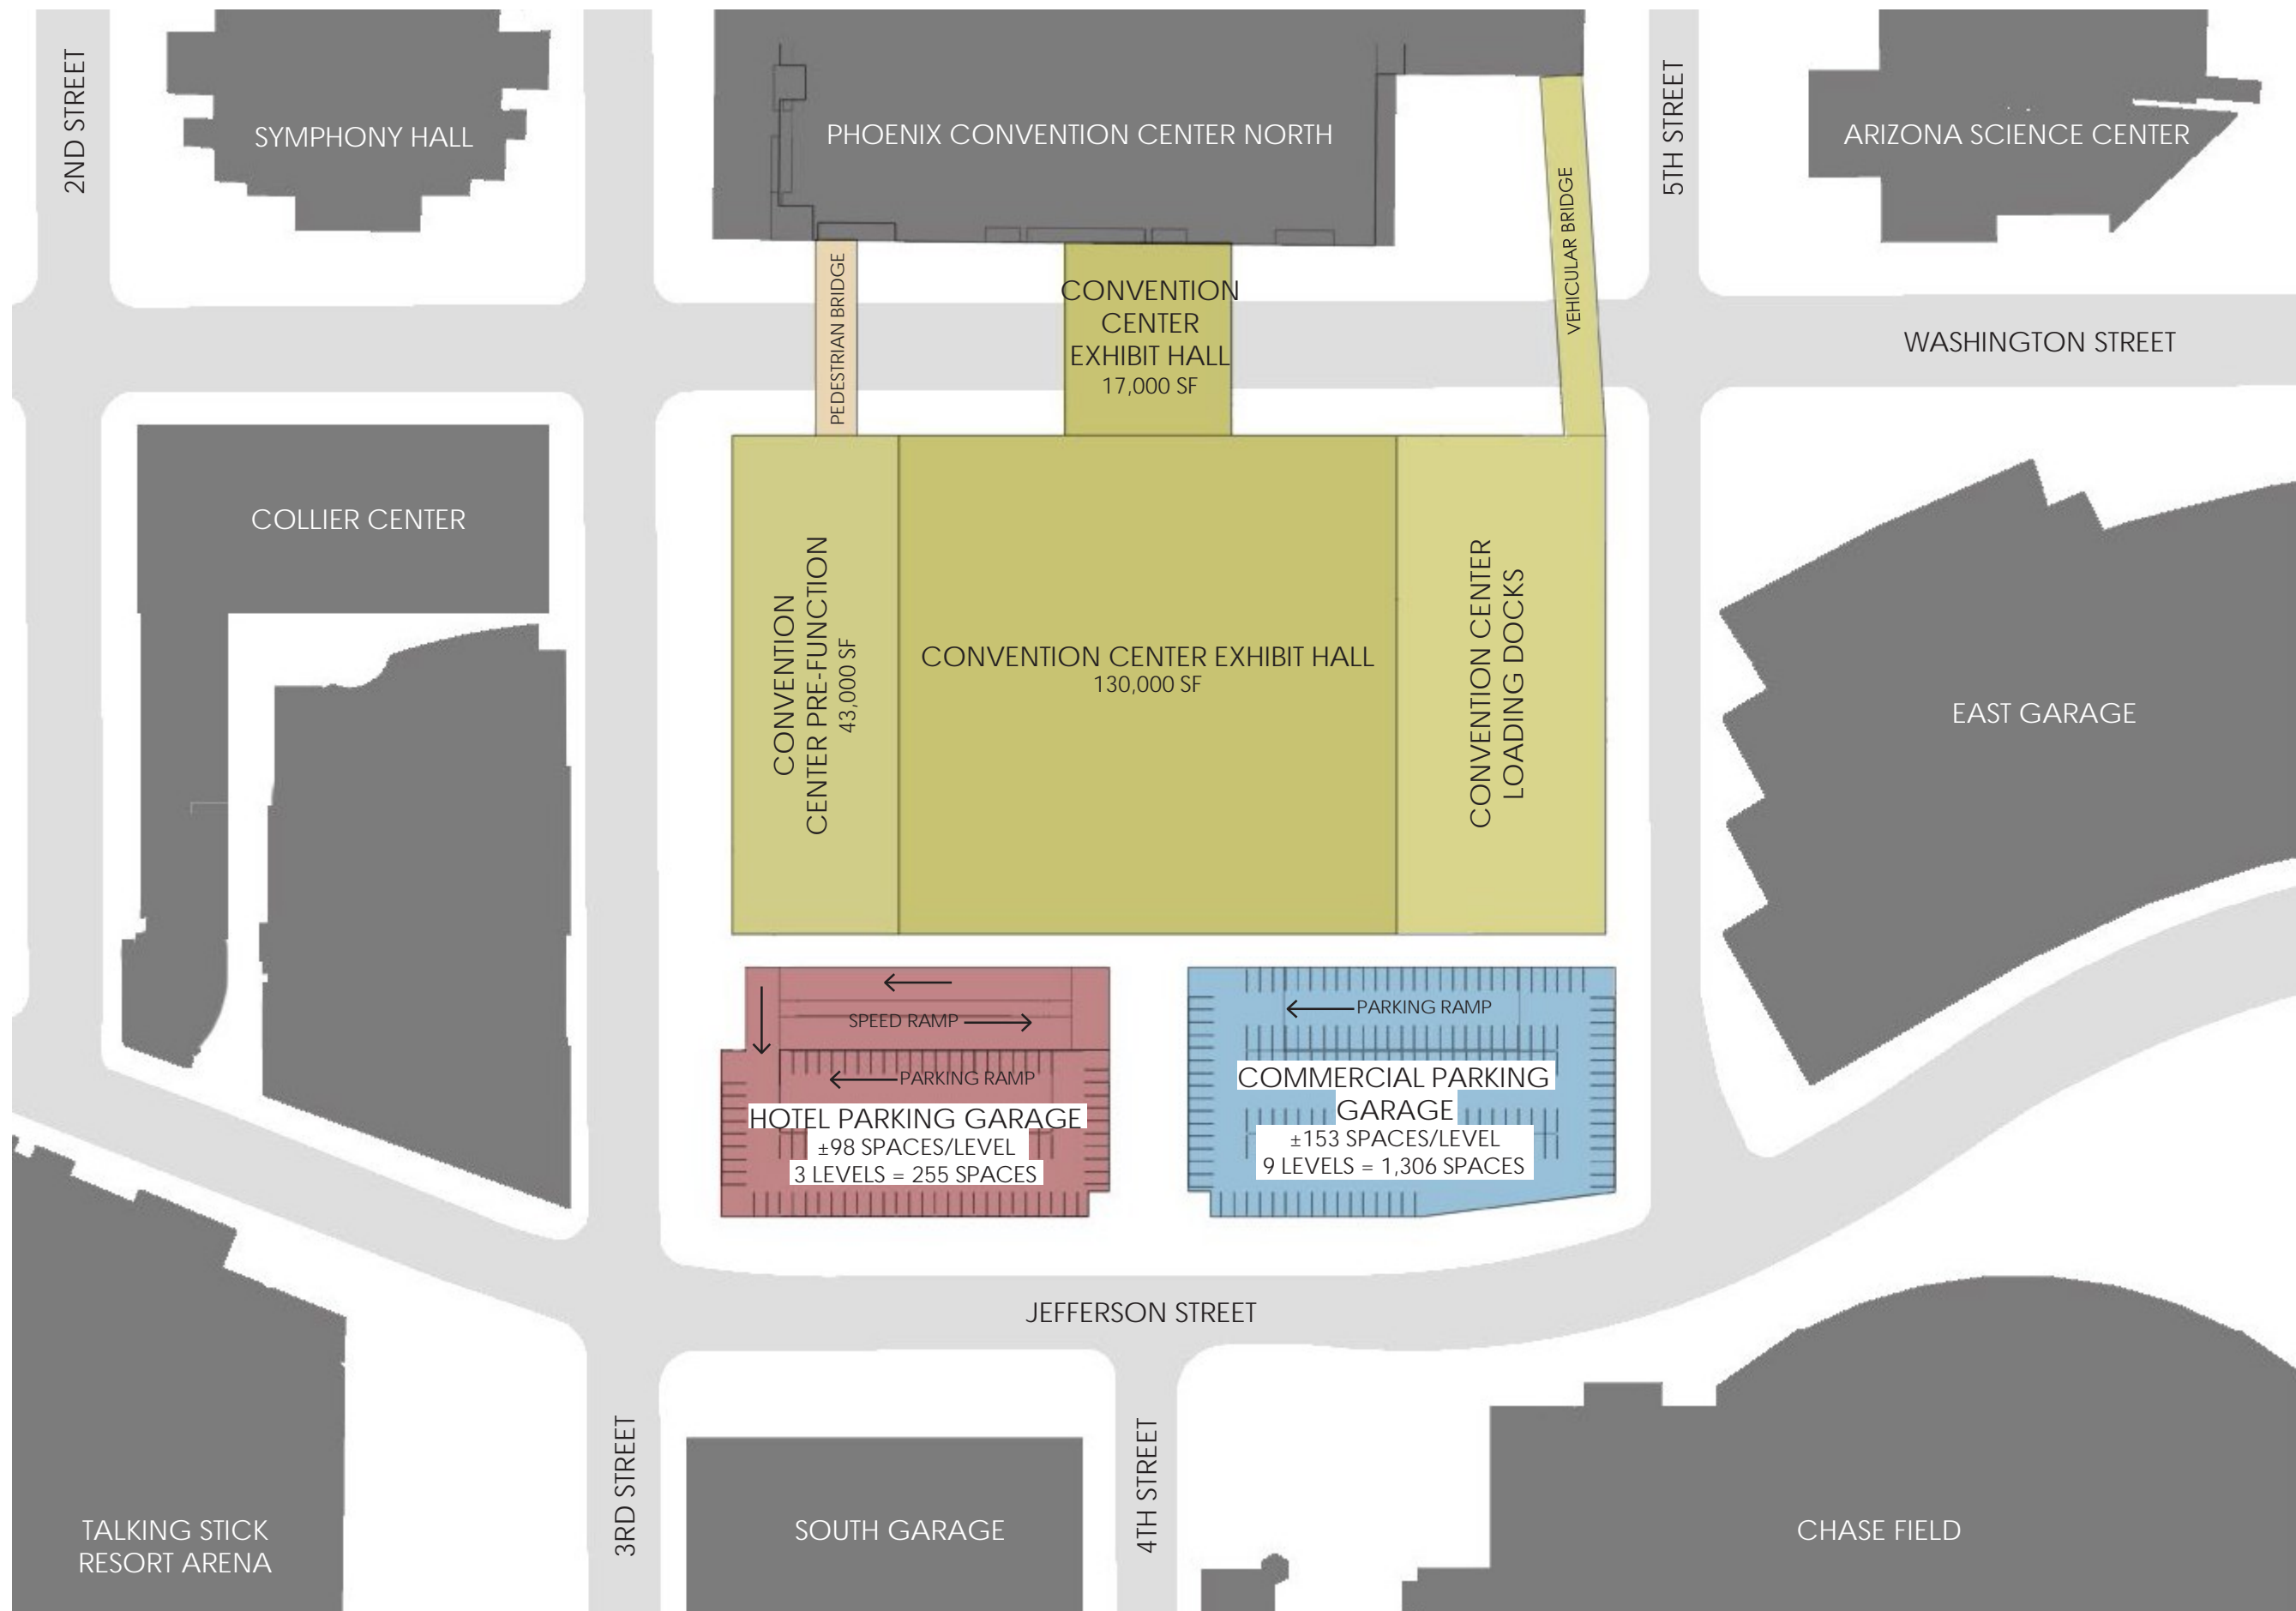 2ND STREET
SYMPHONY HALL
PHOENIX CONVENTION CENTER NORTH
5TH STREET
ARIZONA SCIENCE CENTER
PEDESTRIAN BRIDGE
CONVENTION
CENTER
EXHIBIT HALL
17,000 SF
VEHICULAR BRIDGE
WASHINGTON STREET
COLLIER CENTER
CONVENTION
CENTER PRE-FUNCTION
43,000 SF
CONVENTION CENTER EXHIBIT HALL
130,000 SF
CONVENTION CENTER
LOADING DOCKS
EAST GARAGE
SPEED RAMP
PARKING RAMP
HOTEL PARKING GARAGE
±98 SPACES/LEVEL
3 LEVELS = 255 SPACES
PARKING RAMP
COMMERCIAL PARKING
GARAGE
±153 SPACES/LEVEL
9 LEVELS = 1,306 SPACES
JEFFERSON STREET
TALKING STICK
RESORT ARENA
3RD STREET
SOUTH GARAGE
4TH STREET
CHASE FIELD